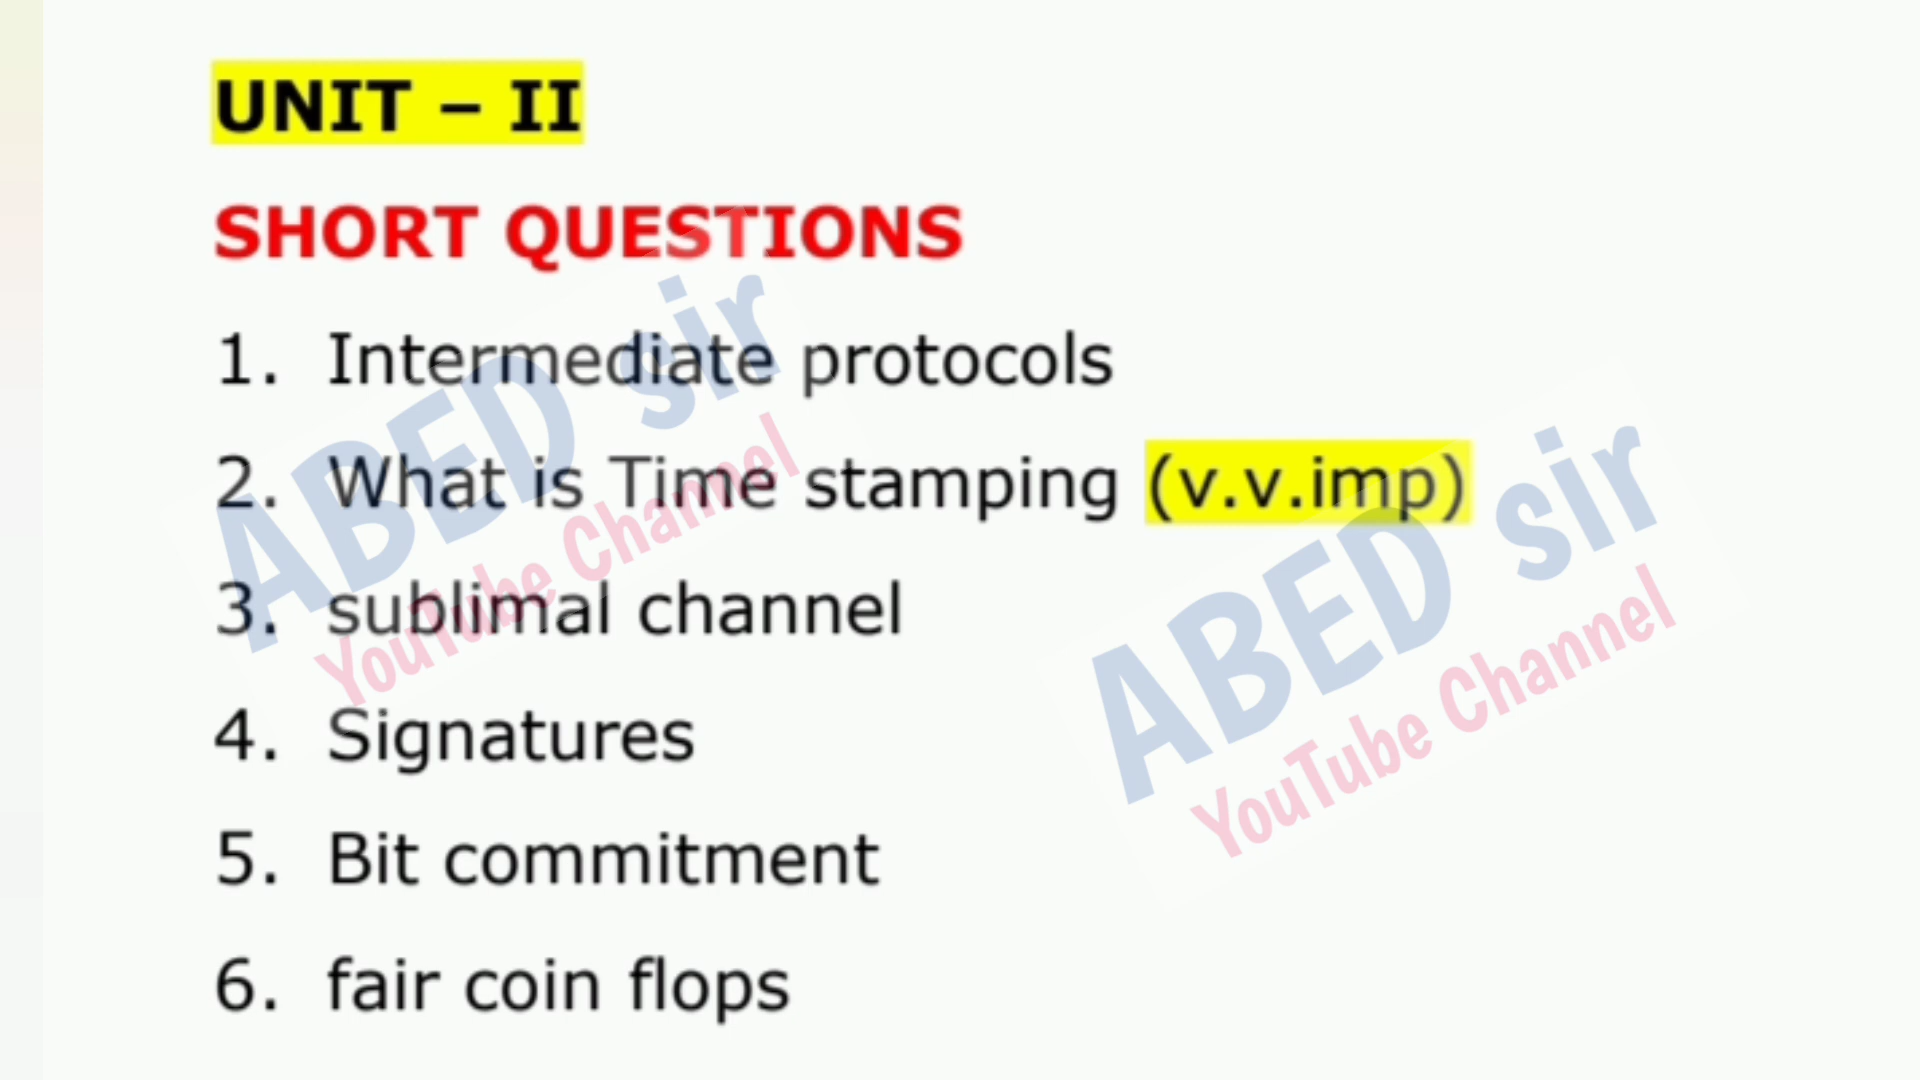 UNIT – II
SHORT QUESTIONS
1. Intermediate protocols
2. What is Time stamping (v.v.imp)
3. sublimal channel
4. Signatures
5. Bit commitment
6. fair coin flops
ABED sir
YouTube Channel
ABED sir
YouTube Channel